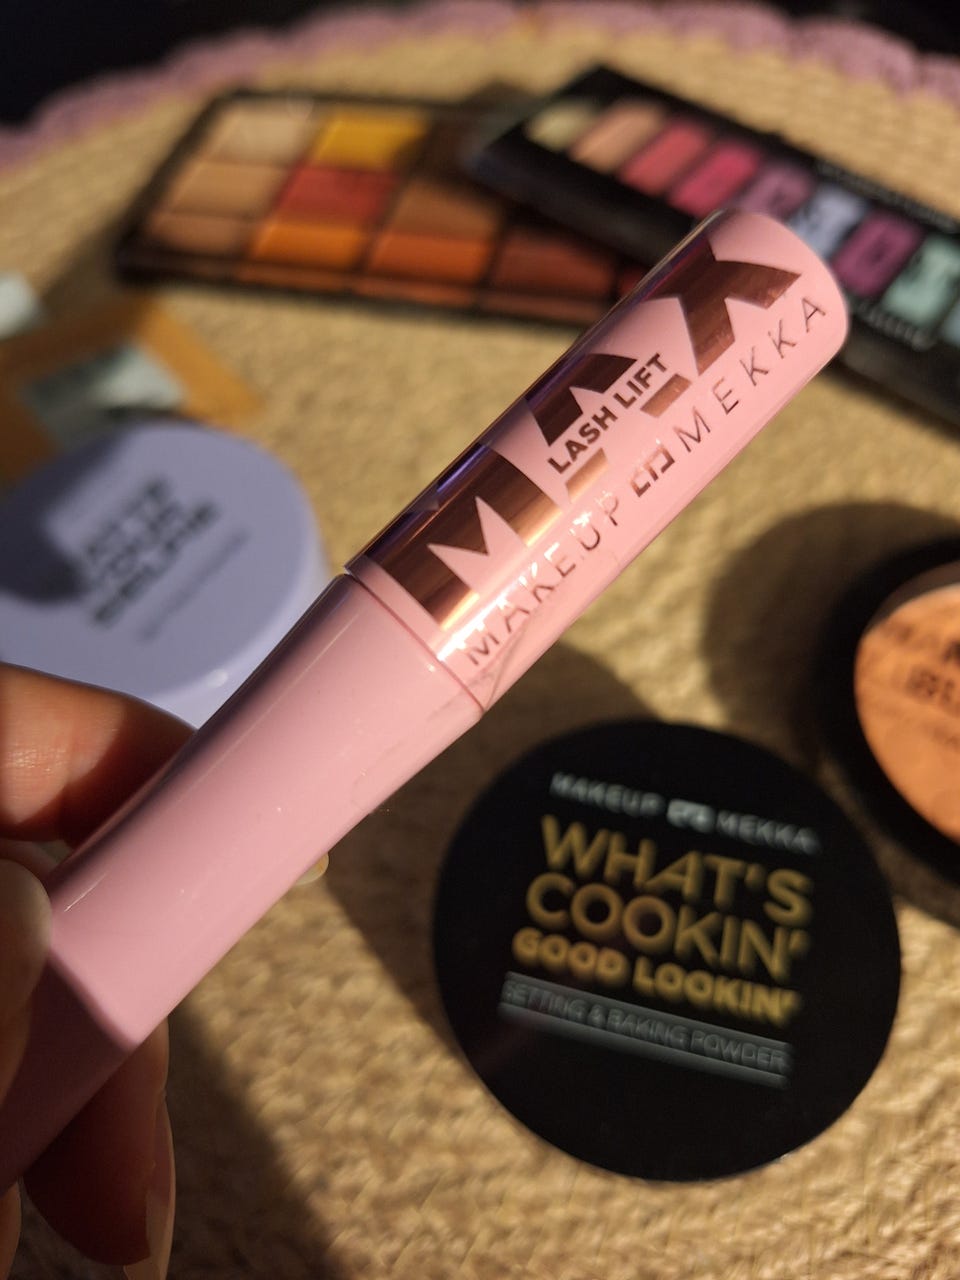 MAX
LASH LIFT
MAKEUP MEKKA
MAKEUP MEKKA
WHAT'S
COOKIN'
GOOD LOOKIN'
SETTING & BAKING POWDER